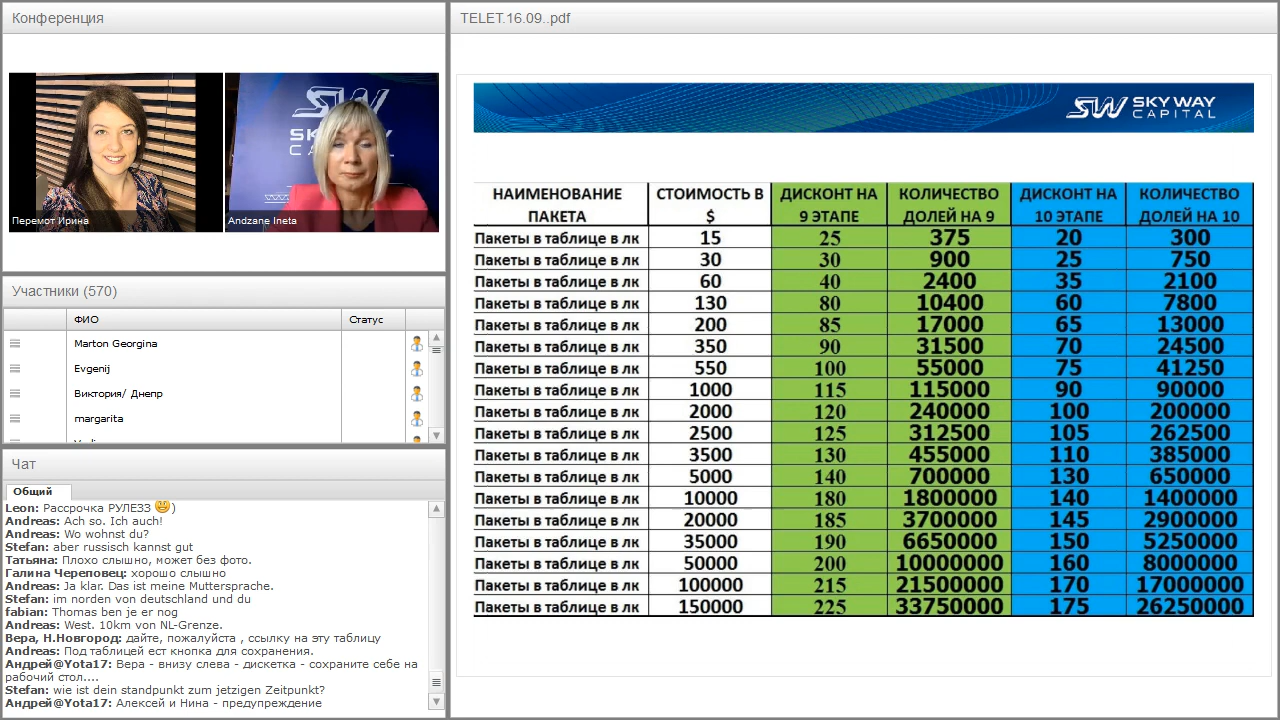 Конференция
SW
SKY WAY
Перемот Ирина
Andzane Ineta
Участники (570)
ФИО Статус
Marton Georgina
Evgenij
Виктория/ Днепр
margarita
Чат
Общий
Leon: Рассрочка РУЛЕЗЗ )
Andreas: Ach so. Ich auch!
Andreas: Wo wohnst du?
Stefan: aber russisch kannst gut
Татьяна: Плохо слышно, может без фото.
Галина Череповец: хорошо слышно
Andreas: Ja klar. Das ist meine Muttersprache.
Stefan: im norden von deutschland und du
fabian: Thomas ben je er nog
Andreas: West. 10km von NL-Grenze.
Вера, Н.Новгород: дайте, пожалуйста , ссылку на эту таблицу
Andreas: Под таблицей ест кнопка для сохранения.
Андрей@Yota17: Вера - внизу слева - дискетка - сохраните себе на
рабочий стол....
Stefan: wie ist dein standpunkt zum jetzigen Zeitpunkt?
Андрей@Yota17: Алексей у Нина - предупреждение
TELET.16.09..pdf
SW SKY WAY
CAPITAL
НАИМЕНОВАНИЕ СТОИМОСТЬ В ДИСКОНТ НА КОЛИЧЕСТВО ДИСКОНТ НА КОЛИЧЕСТВО
ПАКЕТА $ 9 ЭТАПЕ ДОЛЕЙ НА 9 10 ЭТАПЕ ДОЛЕЙ НА 10
Пакеты в таблице в лк 15 25 375 20 300
Пакеты в таблице в лк 30 30 900 25 750
Пакеты в таблице в лк 60 40 2400 35 2100
Пакеты в таблице в лк 130 80 10400 60 7800
Пакеты в таблице в лк 200 85 17000 65 13000
Пакеты в таблице в лк 350 90 31500 70 24500
Пакеты в таблице в лк 550 100 55000 75 41250
Пакеты в таблице в лк 1000 115 115000 90 90000
Пакеты в таблице в лк 2000 120 240000 100 200000
Пакеты в таблице в лк 2500 125 312500 105 262500
Пакеты в таблице в лк 3500 130 455000 110 385000
Пакеты в таблице в лк 5000 140 700000 130 650000
Пакеты в таблице в лк 10000 180 1800000 140 1400000
Пакеты в таблице в лк 20000 185 3700000 145 2900000
Пакеты в таблице в лк 35000 190 6650000 150 5250000
Пакеты в таблице в лк 50000 200 10000000 160 8000000
Пакеты в таблице в лк 100000 215 21500000 170 17000000
Пакеты в таблице в лк 150000 225 33750000 175 26250000